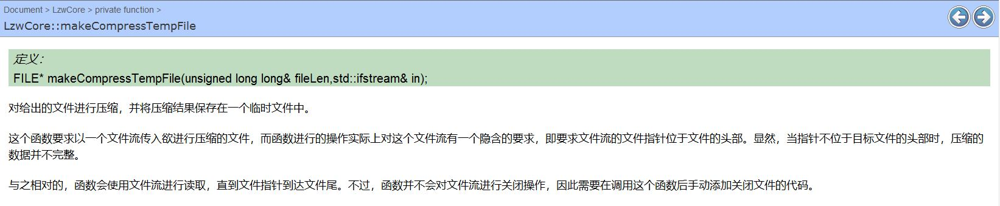 Document > LzwCore > private function >
LzwCore::makeCompressTempFile
定义：
FILE* makeCompressTempFile(unsigned long long& fileLen,std::ifstream& in);
对给出的文件进行压缩，并将压缩结果保存在一个临时文件中。
这个函数要求以一个文件流传入欲进行压缩的文件，而函数进行的操作实际上对这个文件流有一个隐含的要求，即要求文件流的文件指针位于文件的头部。显然，当指针不位于目标文件的头部时，压缩的
数据并不完整。
与之相对的，函数会使用文件流进行读取，直到文件指针到达文件尾。不过，函数并不会对文件流进行关闭操作，因此需要在调用这个函数后手动添加关闭文件的代码。